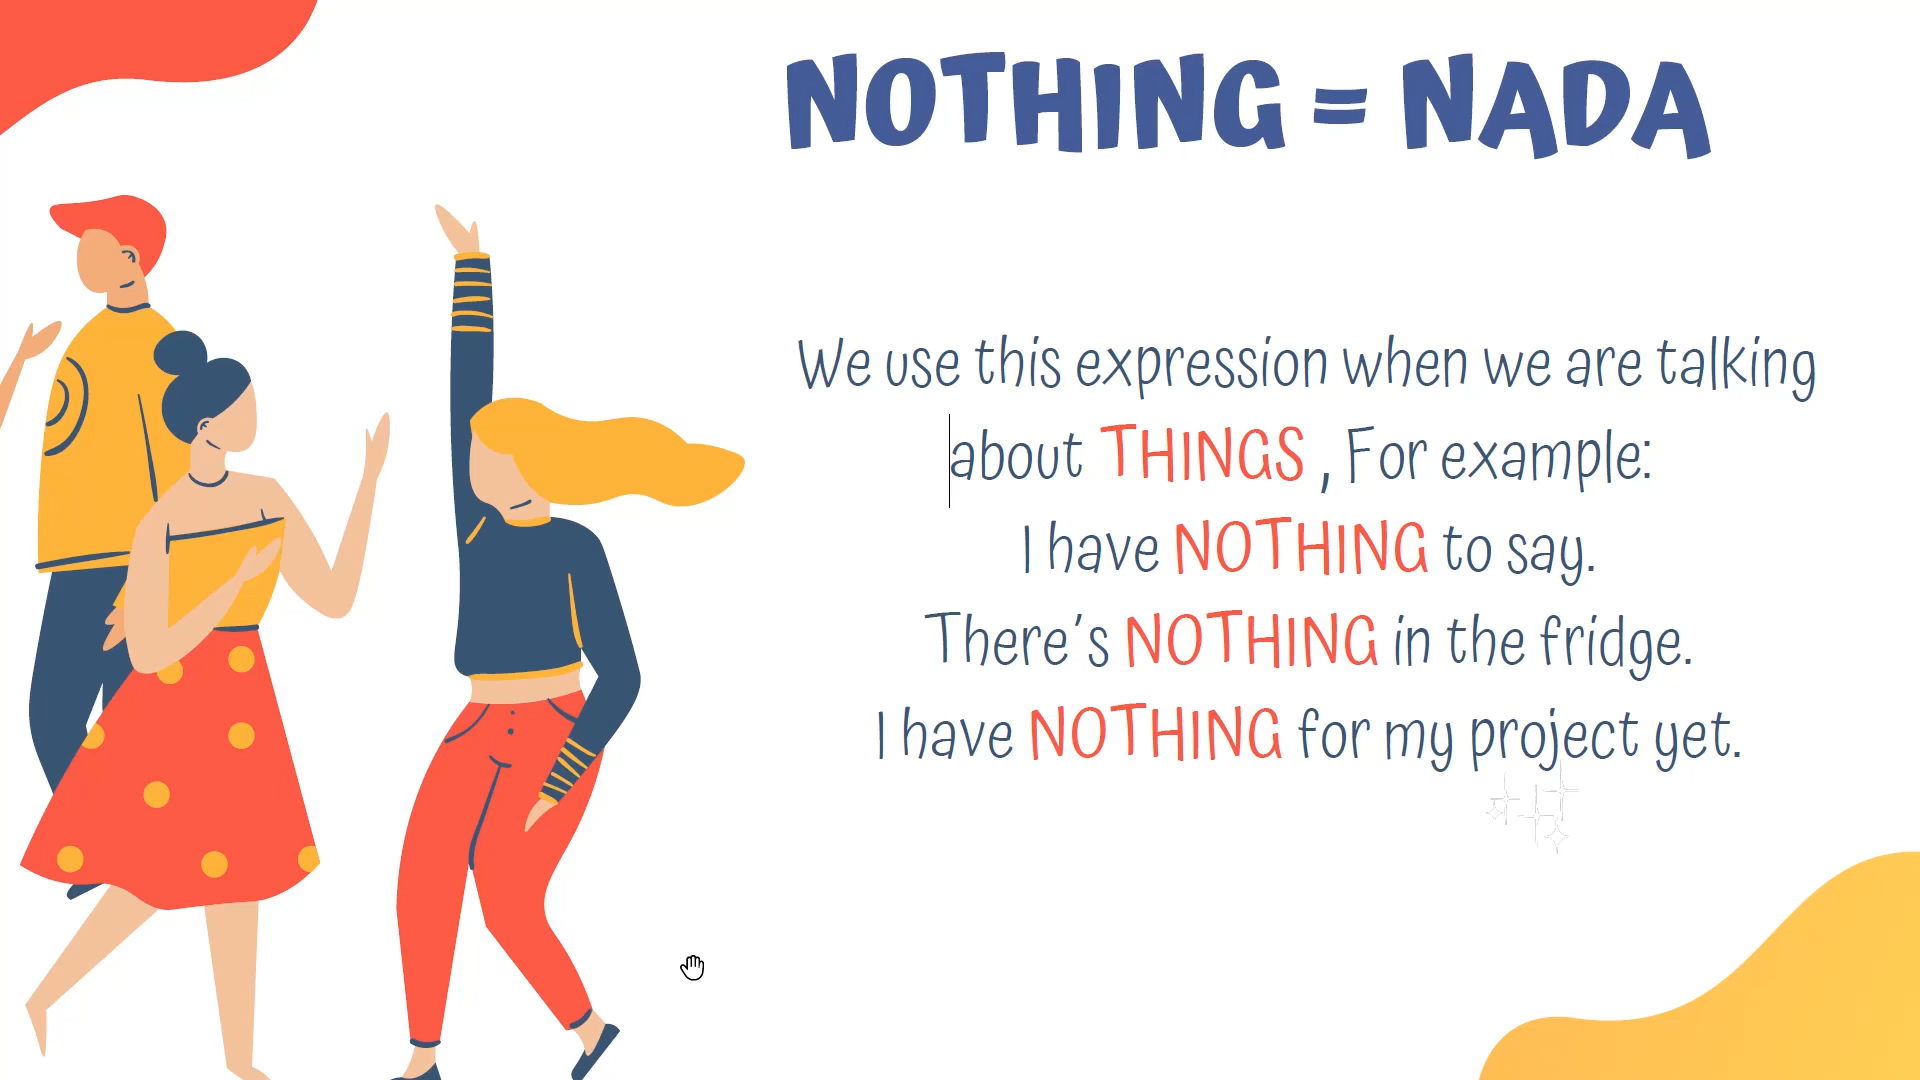 NOTHING = NADA
We use this expression when we are talking
about THINGS , For example:
I have NOTHING to say.
There's NOTHING in the fridge.
I have NOTHING for my project yet.